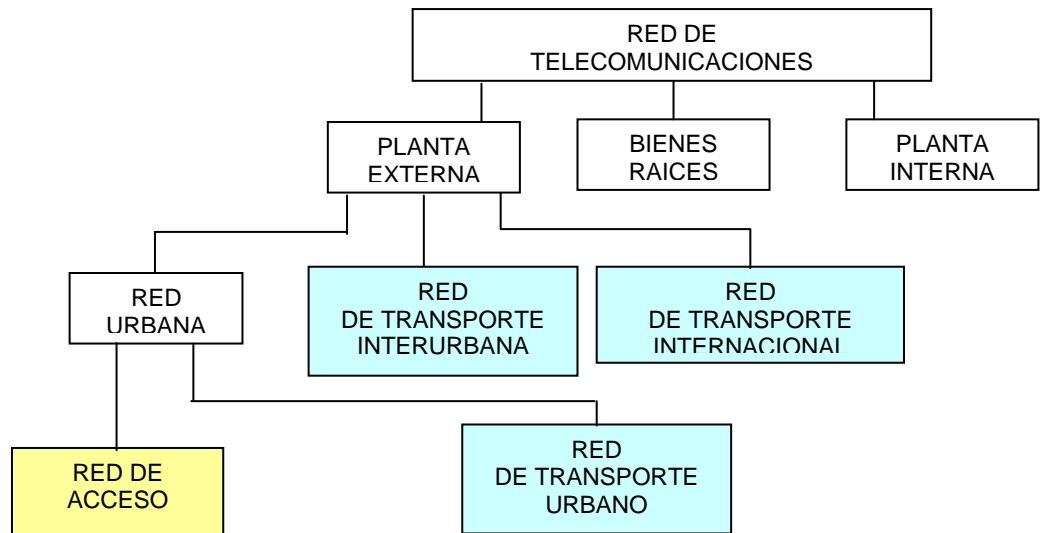 RED DE
TELECOMUNICACIONES
PLANTA
EXTERNA
BIENES
RAICES
PLANTA
INTERNA
RED
URBANA
RED
DE TRANSPORTE
INTERURBANA
RED
DE TRANSPORTE
INTERNACIONAL
RED DE
ACCESO
RED
DE TRANSPORTE
URBANO